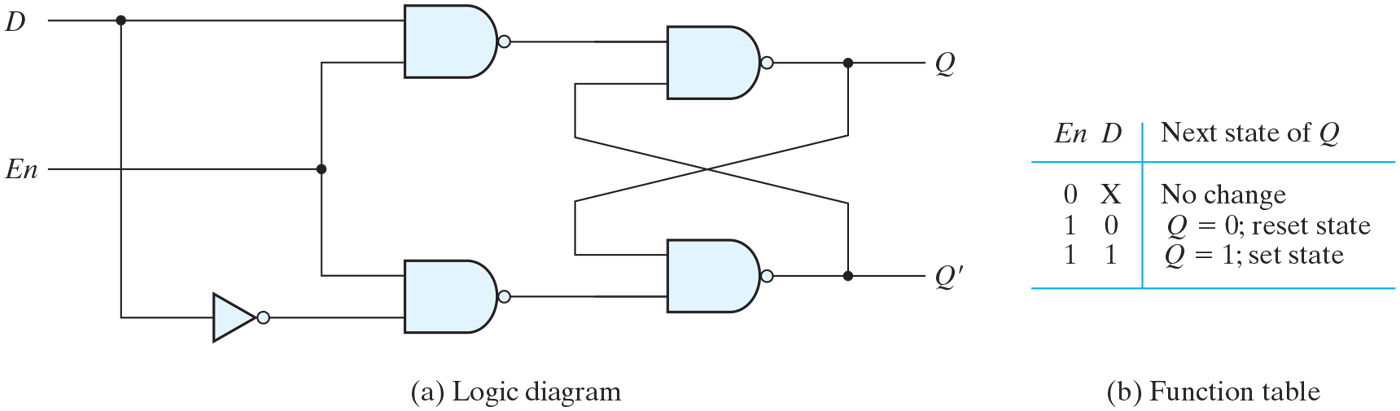 D
Q
En
Q′
(a) Logic diagram
En D Next state of Q
0 X No change
1 0 Q = 0; reset state
1 1 Q = 1; set state
(b) Function table